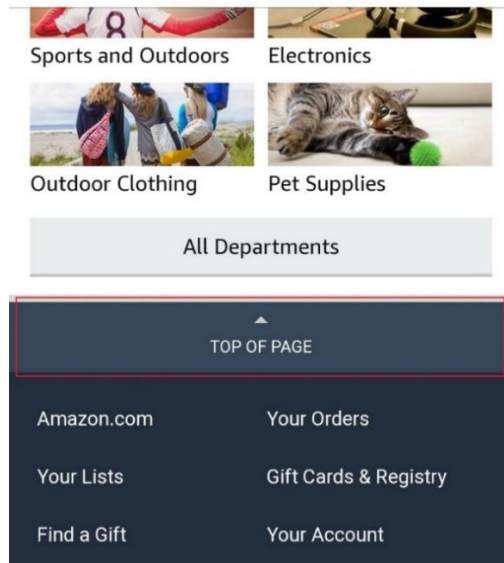 Sports and Outdoors
Electronics
Outdoor Clothing
Pet Supplies
All Departments
TOP OF PAGE
Amazon.com
Your Orders
Your Lists
Gift Cards & Registry
Find a Gift
Your Account